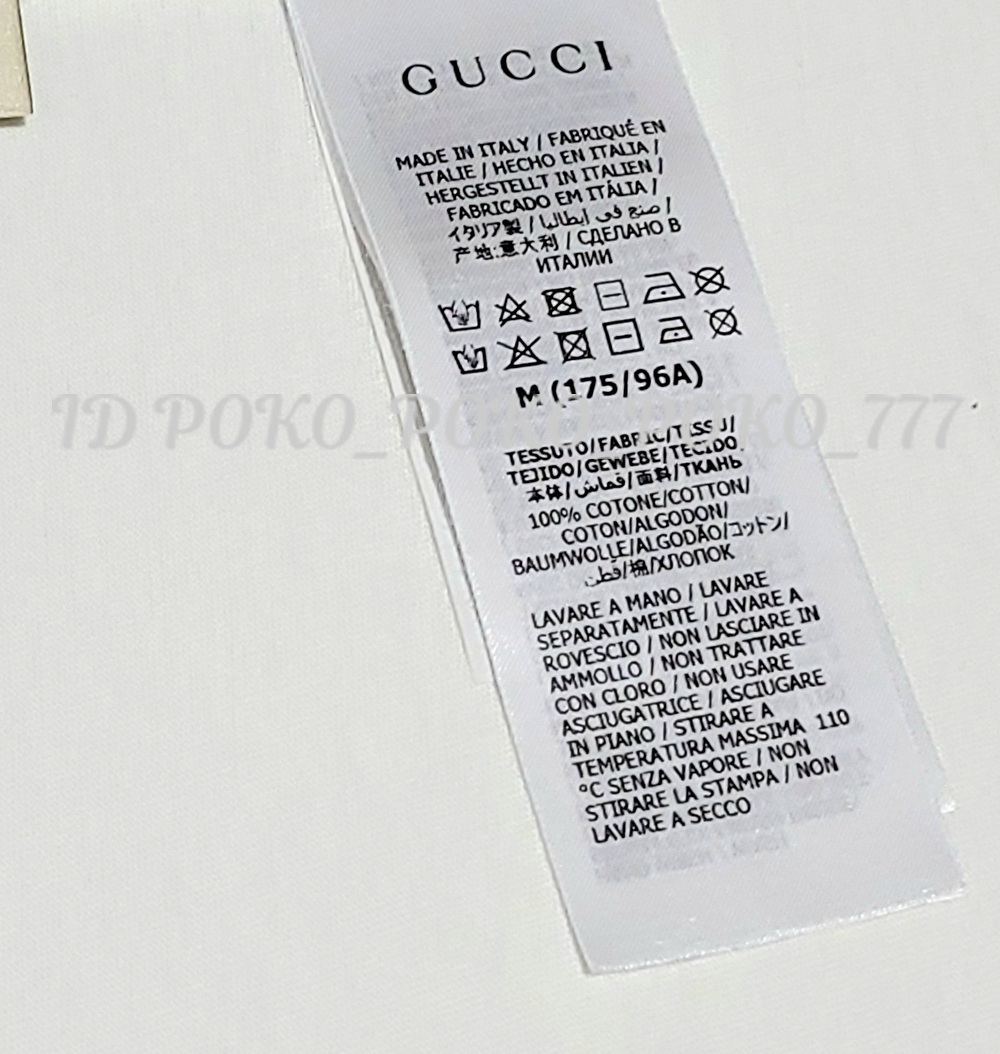 GUCCI
MADE IN ITALY / FABRIQUÉ EN
ITALIE / HECHO EN ITALIA /
HERGESTELLT IN ITALIEN /
FABRICADO EM ITÁLIA /
イタリア製 / صنع في إيطاليا /
产地:意大利 / СДЕЛАНО В
ИТАЛИИ
M (175/96A)
ID POKO_POKO_POKO_777
TESSUTO/FABRIC/TISSU/
TEJIDO/GEWEBE/TECIDO
本体/قماش/面料/ТКАНЬ
100% COTONE/COTTON/
COTON/ALGODON/
BAUMWOLLE/ALGODÃO/コットン/
قطن/棉/ХЛОПОК
LAVARE A MANO / LAVARE
SEPARATAMENTE / LAVARE A
ROVESCIO / NON LASCIARE IN
AMMOLLO / NON TRATTARE
CON CLORO / NON USARE
ASCIUGATRICE / ASCIUGARE
IN PIANO / STIRARE A
TEMPERATURA MASSIMA 110
°C SENZA VAPORE / NON
STIRARE LA STAMPA / NON
LAVARE A SECCO